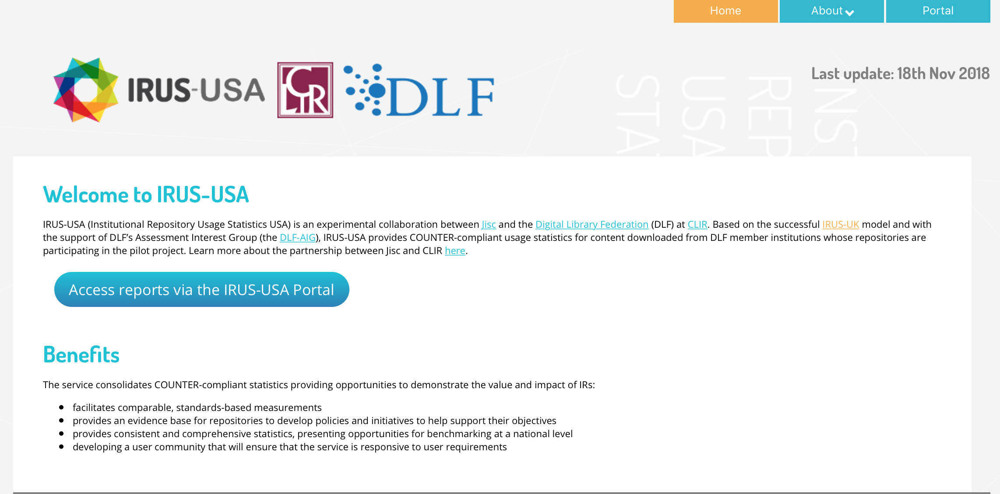 Home
About
Portal
Last update: 18th Nov 2018
IRUS-USA
CLIR
DLF
INST
REP
USA
STA
Welcome to IRUS-USA
IRUS-USA (Institutional Repository Usage Statistics USA) is an experimental collaboration between Jisc and the Digital Library Federation (DLF) at CLIR. Based on the successful IRUS-UK model and with
the support of DLF’s Assessment Interest Group (the DLF-AIG), IRUS-USA provides COUNTER-compliant usage statistics for content downloaded from DLF member institutions whose repositories are
participating in the pilot project. Learn more about the partnership between Jisc and CLIR here.
Access reports via the IRUS-USA Portal
Benefits
The service consolidates COUNTER-compliant statistics providing opportunities to demonstrate the value and impact of IRs:
facilitates comparable, standards-based measurements
provides an evidence base for repositories to develop policies and initiatives to help support their objectives
provides consistent and comprehensive statistics, presenting opportunities for benchmarking at a national level
developing a user community that will ensure that the service is responsive to user requirements